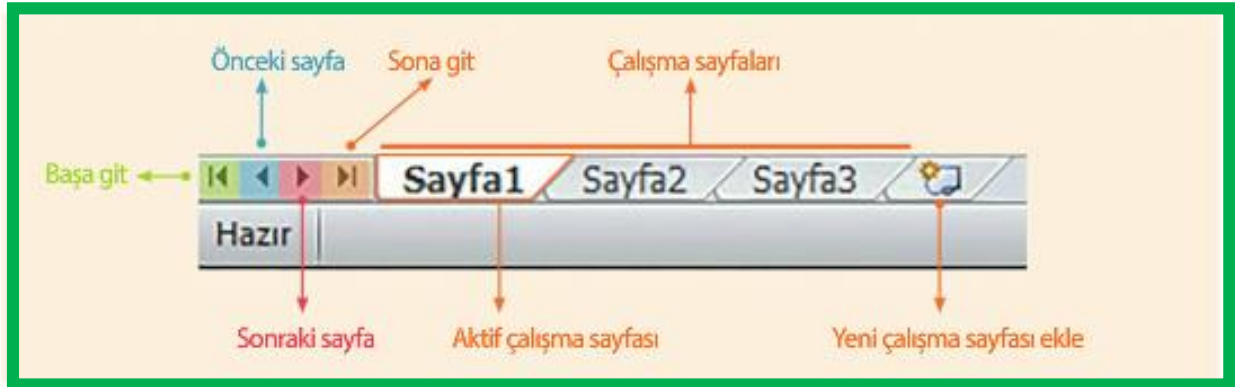 Önceki sayfa Sona git Çalışma sayfaları
Başa git Sayfa1 Sayfa2 Sayfa3
Hazır
Sonraki sayfa Aktif çalışma sayfası Yeni çalışma sayfası ekle